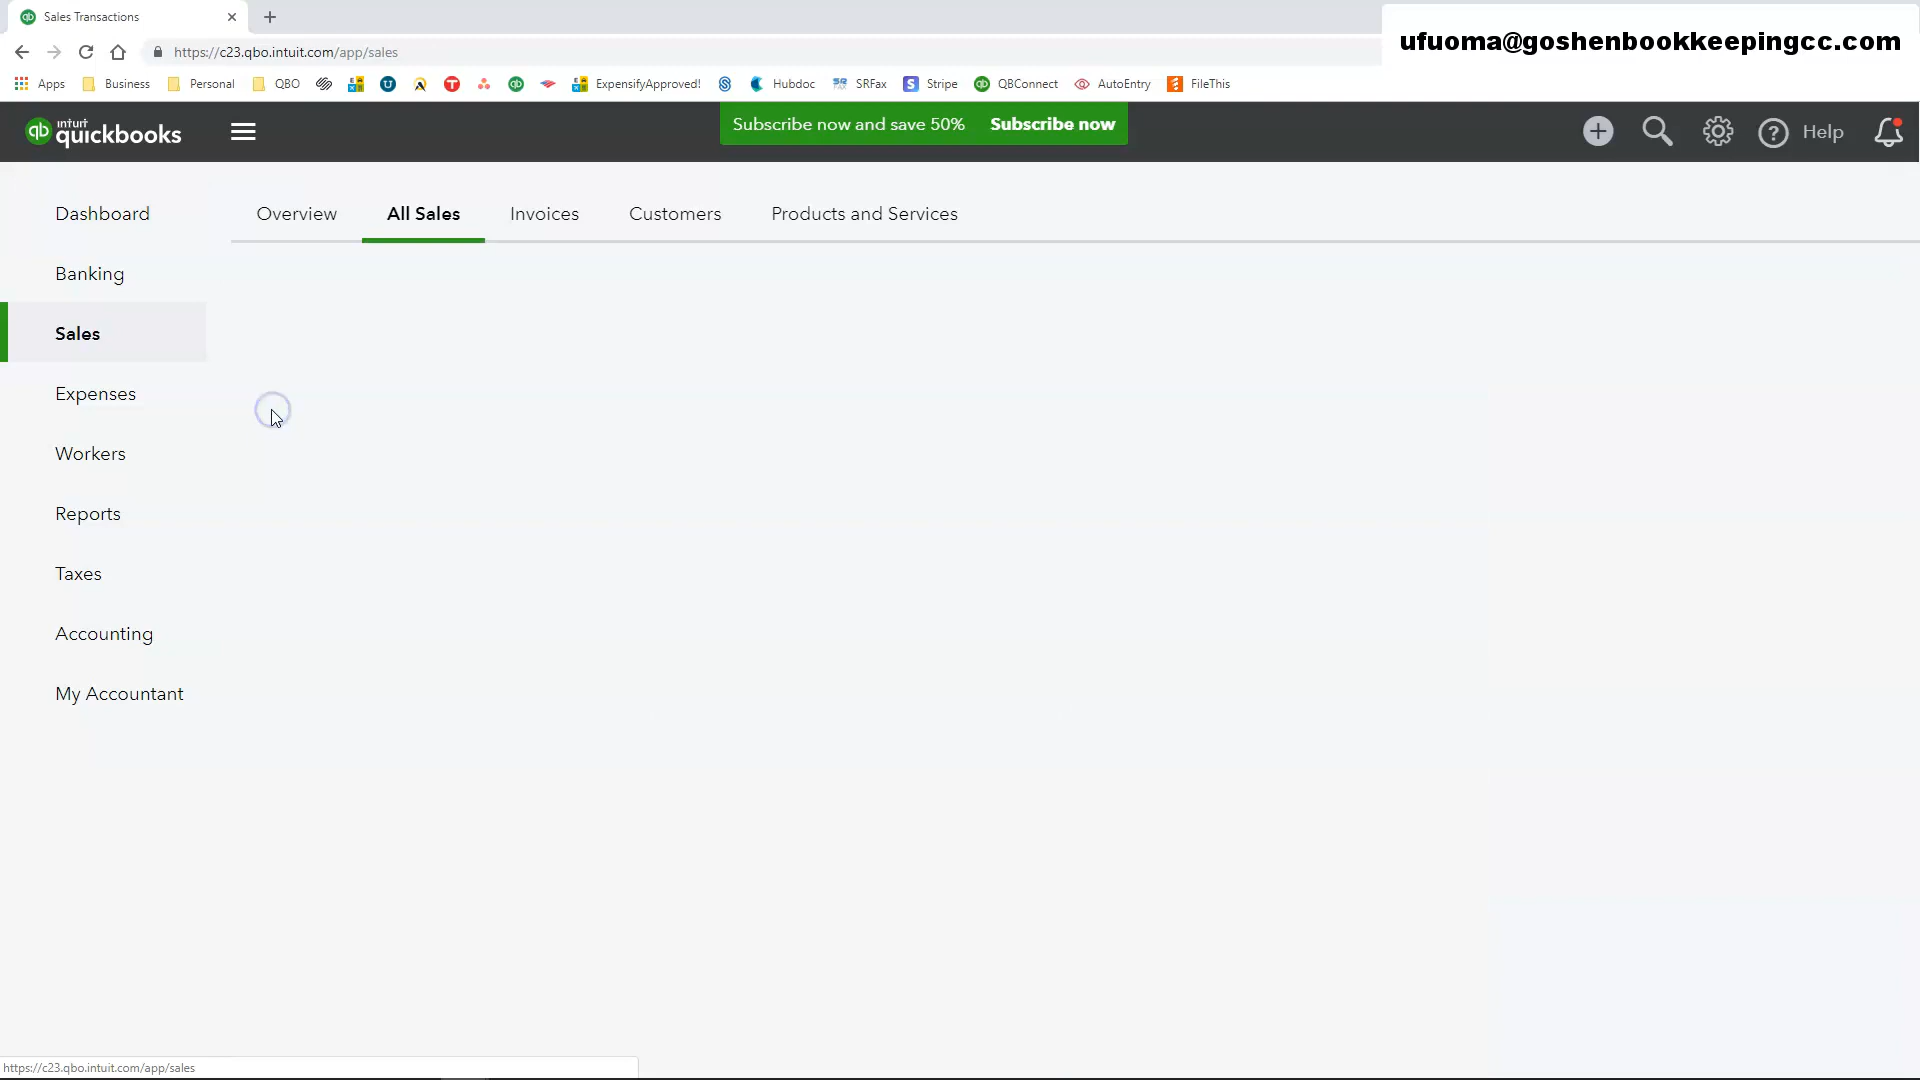 Sales Transactions
https://c23.qbo.intuit.com/app/sales
ufuoma@goshenbookkeepingcc.com
Apps Business Personal QBO ExpensifyApproved! Hubdoc SRFax Stripe QBConnect AutoEntry FileThis
qb intuit quickbooks
Subscribe now and save 50% Subscribe now
Help
Dashboard
Banking
Sales
Expenses
Workers
Reports
Taxes
Accounting
My Accountant
Overview All Sales Invoices Customers Products and Services
https://c23.qbo.intuit.com/app/sales